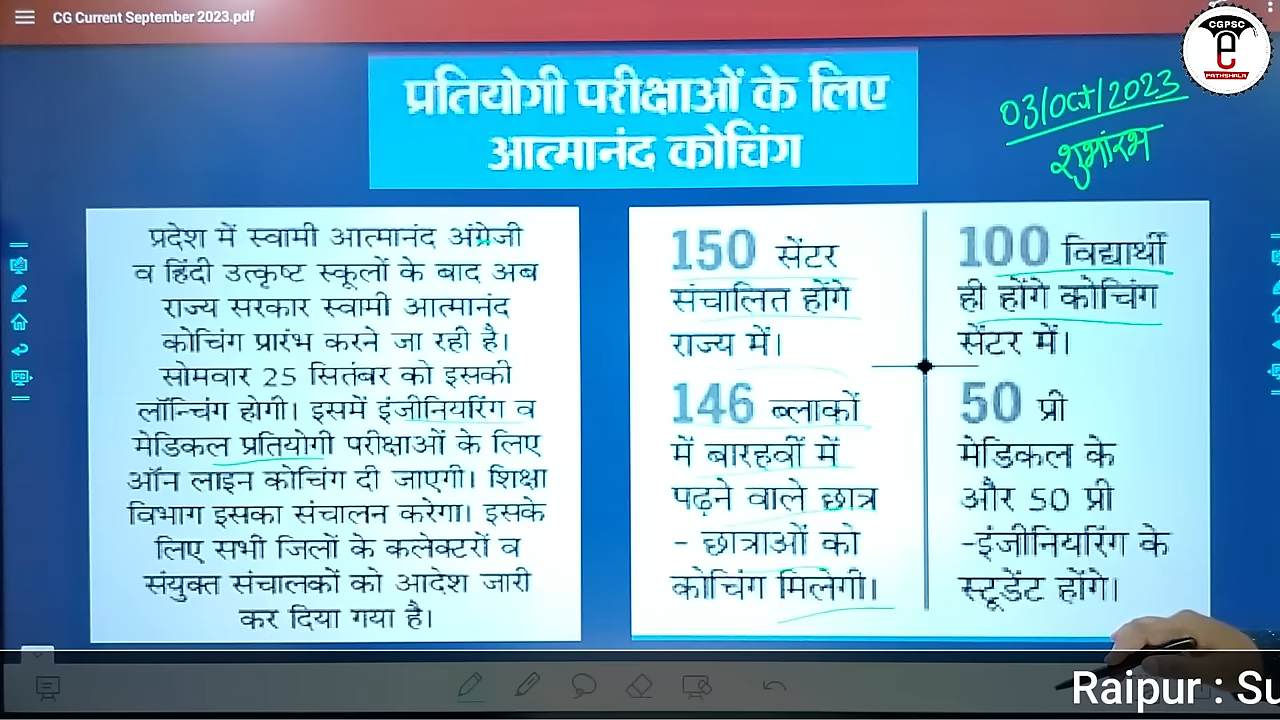 CG Current September 2023.pdf
CGPSC
e
PATHSHALA
प्रतियोगी परीक्षाओं के लिए
आत्मानंद कोचिंग
03/Oct/2023
शुभारंभ
प्रदेश में स्वामी आत्मानंद अंग्रेजी
व हिंदी उत्कृष्ट स्कूलों के बाद अब
राज्य सरकार स्वामी आत्मानंद
कोचिंग प्रारंभ करने जा रही है।
सोमवार 25 सितंबर को इसकी
लॉन्चिंग होगी। इसमें इंजीनियरिंग व
मेडिकल प्रतियोगी परीक्षाओं के लिए
ऑन लाइन कोचिंग दी जाएगी। शिक्षा
विभाग इसका संचालन करेगा। इसके
लिए सभी जिलों के कलेक्टरों व
संयुक्त संचालकों को आदेश जारी
कर दिया गया है।
150 सेंटर
संचालित होंगे
राज्य में।
100 विद्यार्थी
ही होंगे कोचिंग
सेंटर में।
146 ब्लाकों
में बारहवीं में
पढ़ने वाले छात्र
- छात्राओं को
कोचिंग मिलेगी।
50 प्री
मेडिकल के
और 50 प्री
-इंजीनियरिंग के
स्टूडेंट होंगे।
Raipur : Su